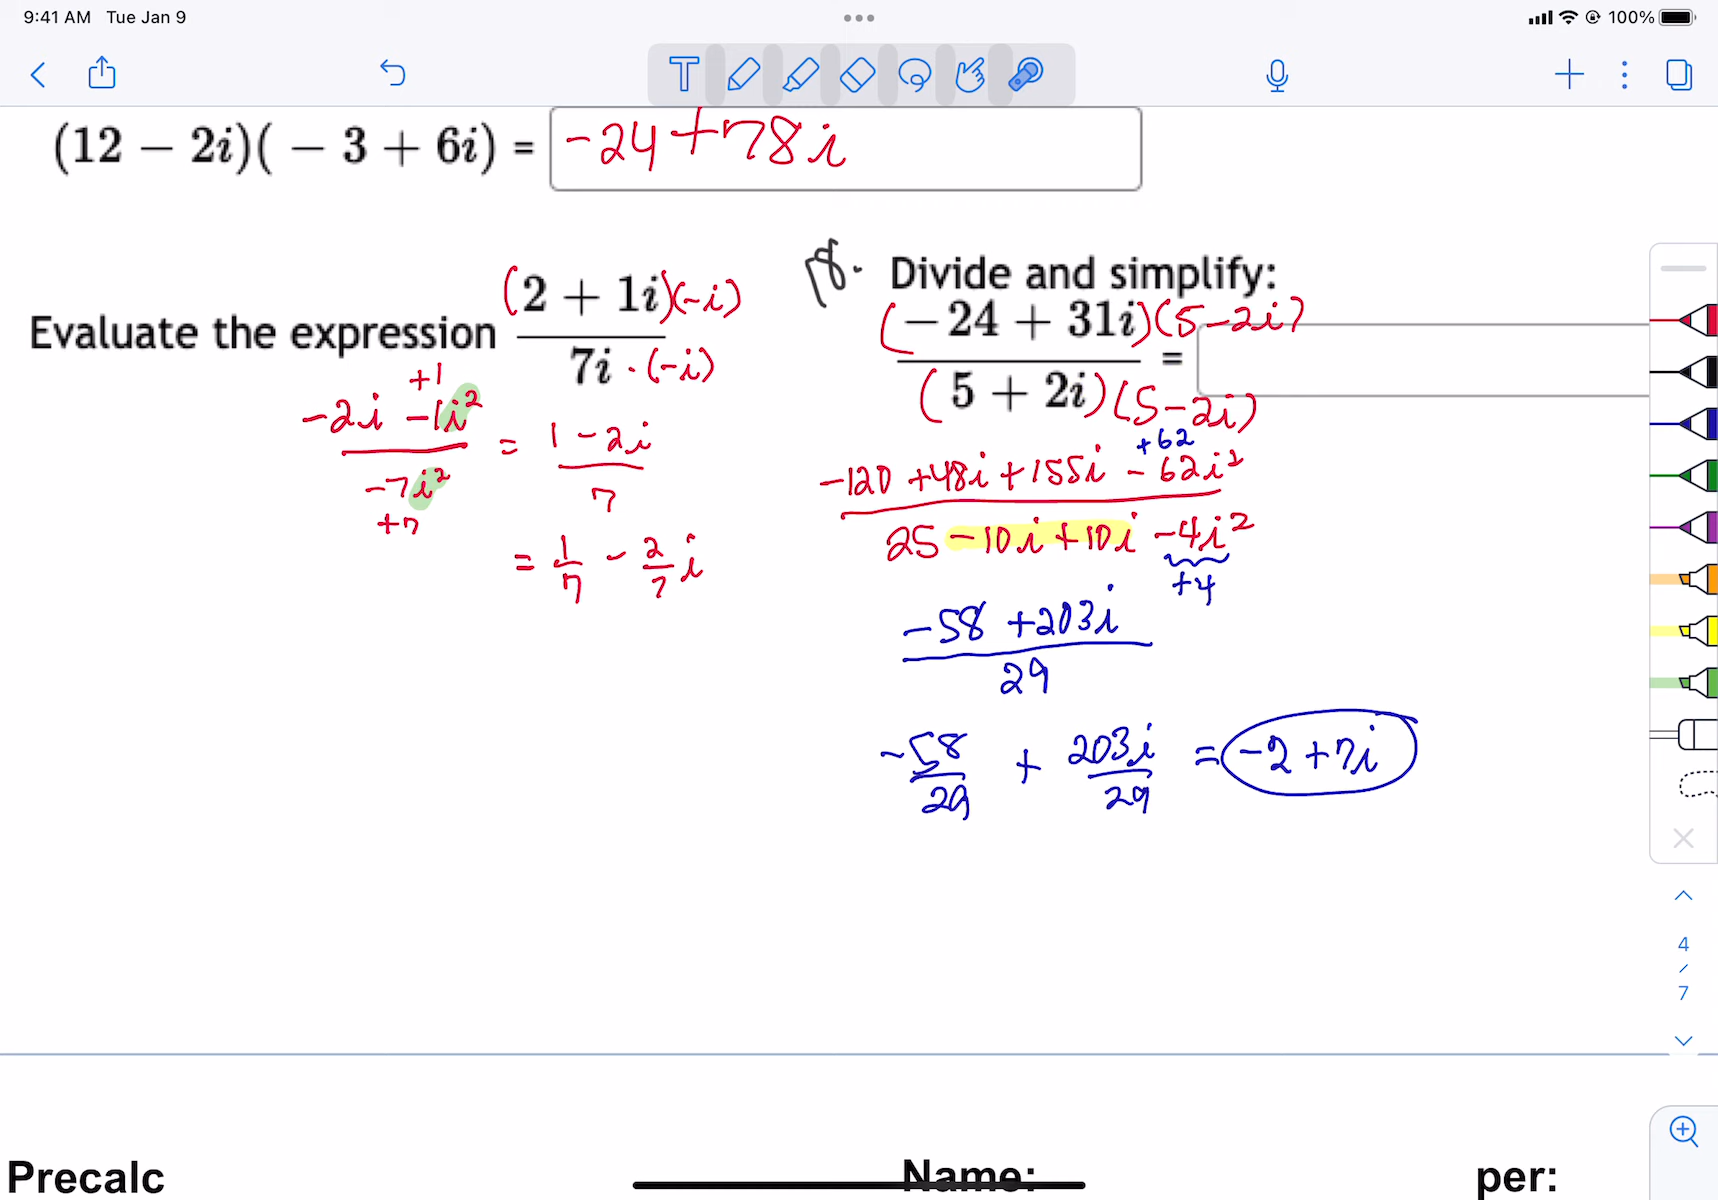 9:41 AM Tue Jan 9
100%
(12 − 2i)( − 3 + 6i) = -24+78i
Evaluate the expression
(2 + 1i)(-i)
7i · (-i)
+1
-2i -1i²
-7i²
+7
= 1-2i
7
= 1/7 - 2/7 i
18. Divide and simplify:
(−24 + 31i)(5-2i)
=
(5 + 2i)(5-2i)
+62
-120 +48i +155i - 62i²
25 -10i +10i -4i²
+4
-58 +203i
29
-58/29 + 203i/29 = -2 +7i
4
/
7
Precalc Name: per: